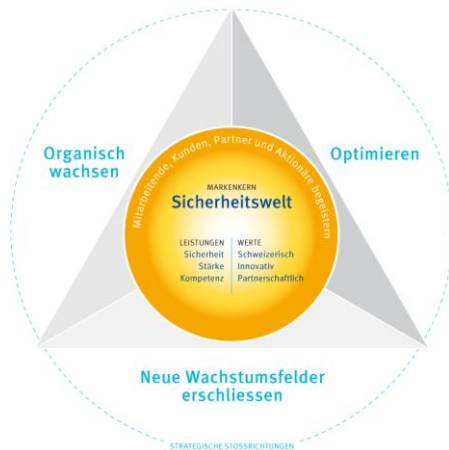 Organisch
wachsen
Optimieren
Mitarbeitende, Kunden, Partner und Aktionäre begeistern
MARKENKERN
Sicherheitswelt
LEISTUNGEN
Sicherheit
Stärke
Kompetenz
WERTE
Schweizerisch
Innovativ
Partnerschaftlich
Neue Wachstumsfelder
erschliessen
STRATEGISCHE STOSSRICHTUNGEN